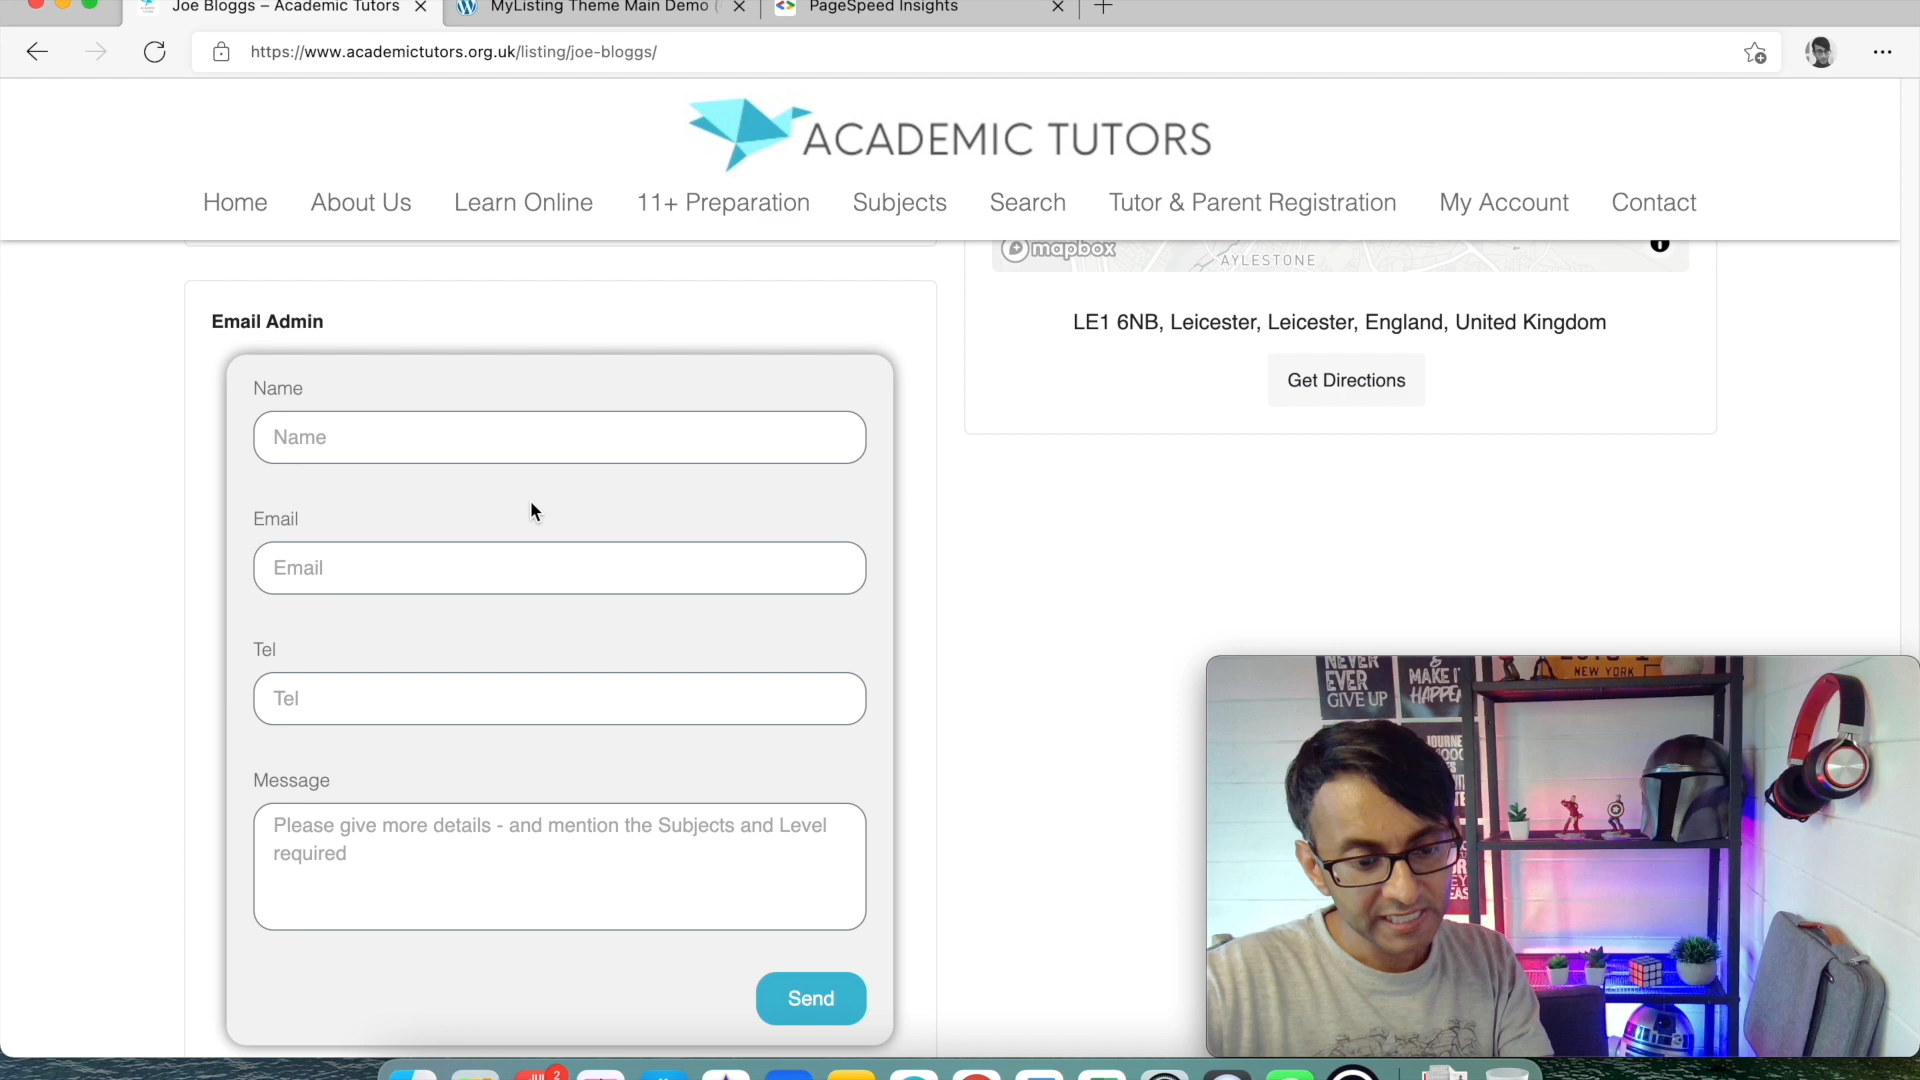 Joe Bloggs – Academic Tutors
MyListing Theme Main Demo (
PageSpeed Insights
https://www.academictutors.org.uk/listing/joe-bloggs/
ACADEMIC TUTORS
Home About Us Learn Online 11+ Preparation Subjects Search Tutor & Parent Registration My Account Contact
mapbox
AYLESTONE
Email Admin
LE1 6NB, Leicester, Leicester, England, United Kingdom
Get Directions
Name
Name
Email
Email
Tel
Tel
Message
Please give more details - and mention the Subjects and Level
required
Send
NEVER
EVER
GIVE UP
&
MAKE I
HAPPE
NEW YORK
2